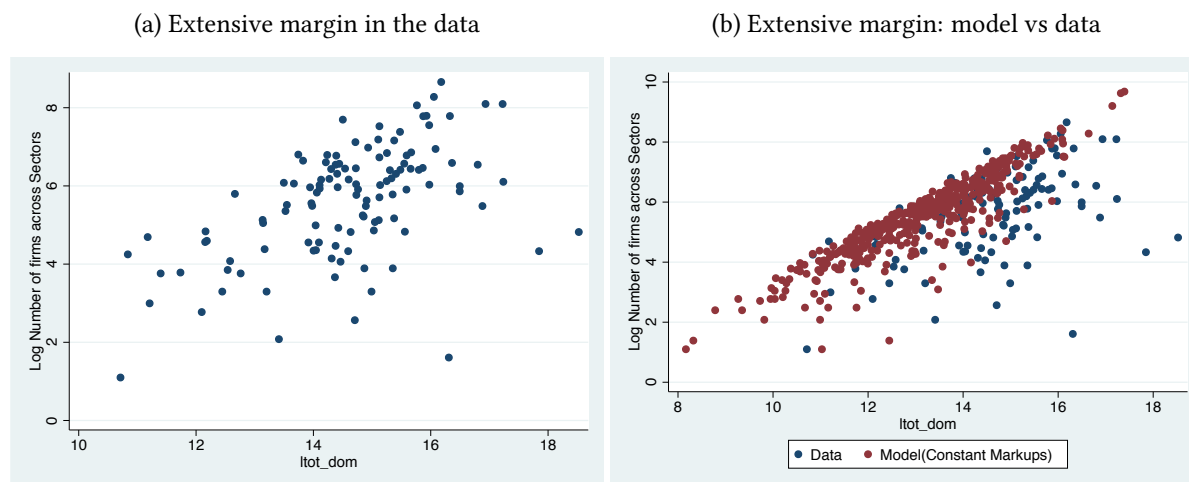 (a) Extensive margin in the data
Log Number of firms across Sectors
8
6
4
2
0
10 12 14 16 18
ltot_dom
(b) Extensive margin: model vs data
Log Number of firms across Sectors
10
8
6
4
2
0
8 10 12 14 16 18
ltot_dom
Data Model(Constant Markups)